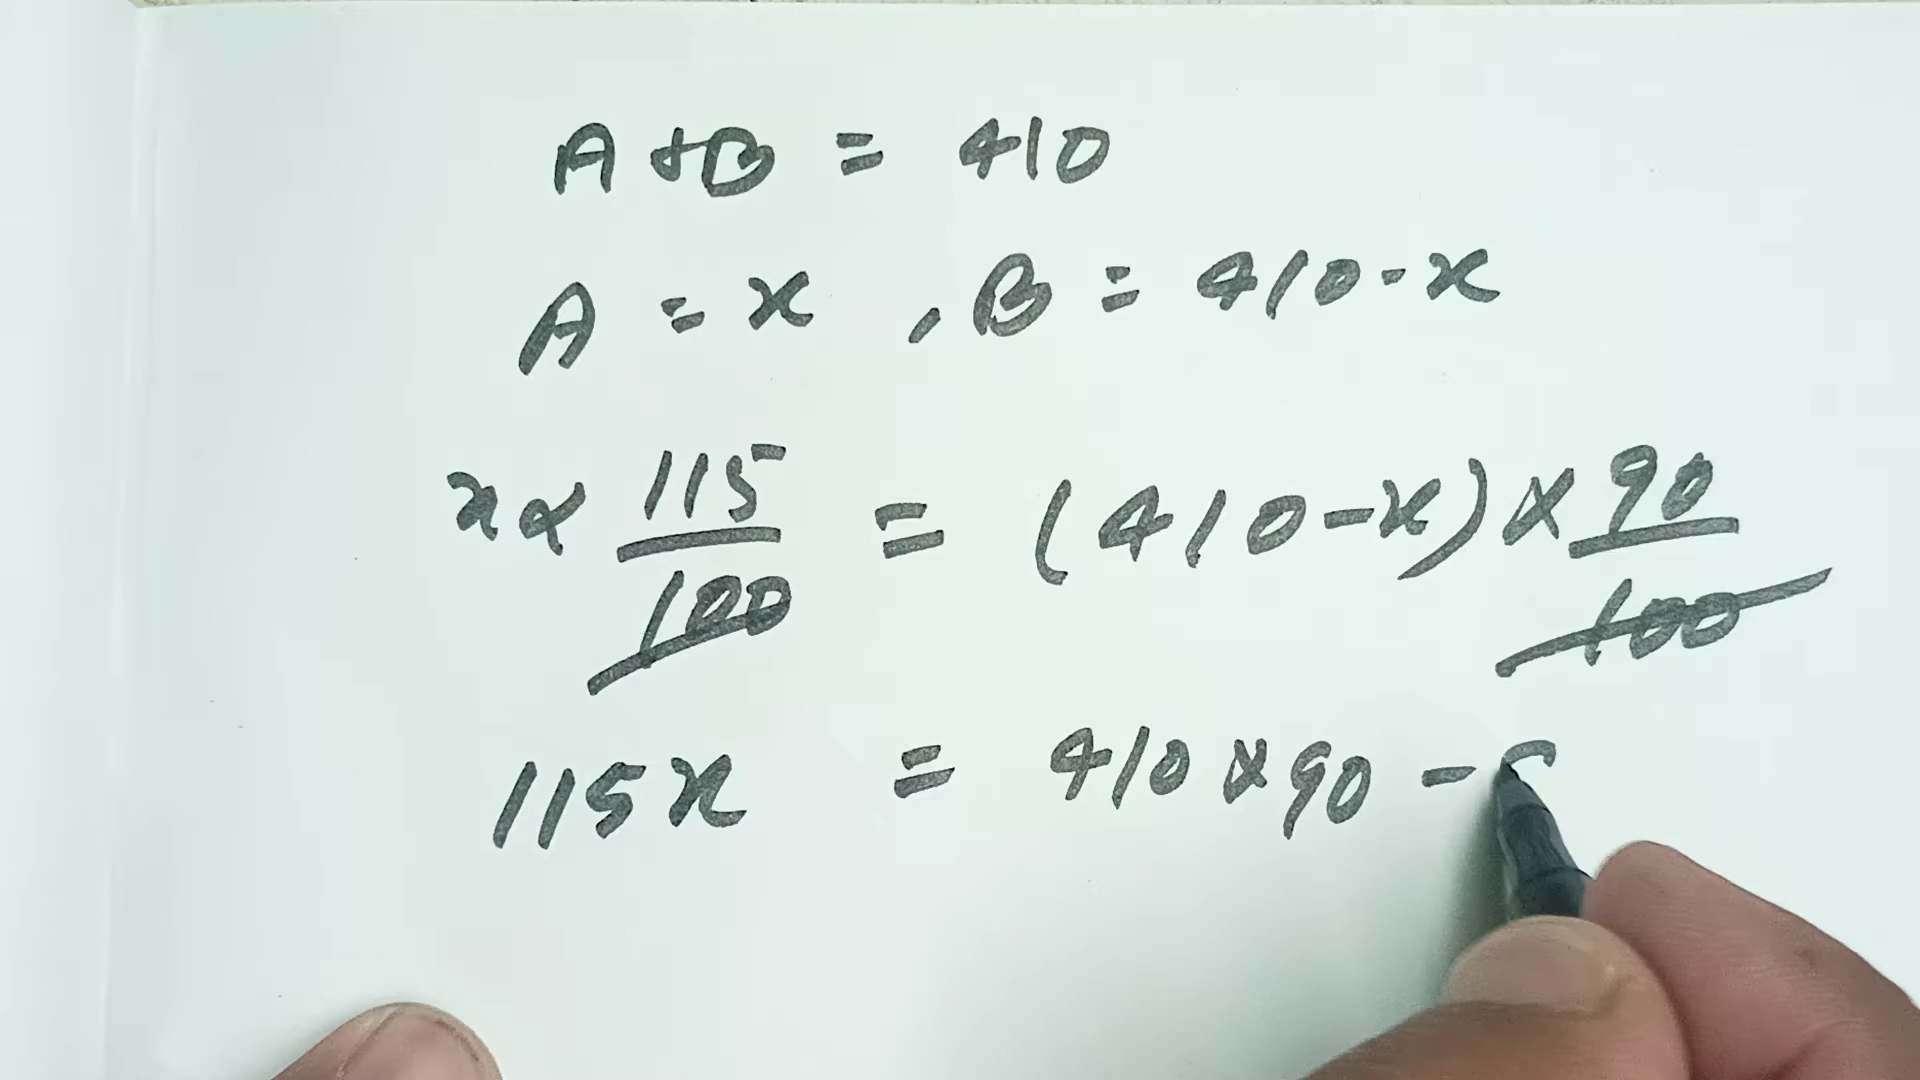 A+B = 410
A = x , B = 410-x
x× 115/100 = (410-x)× 90/100
115x = 410×90 -